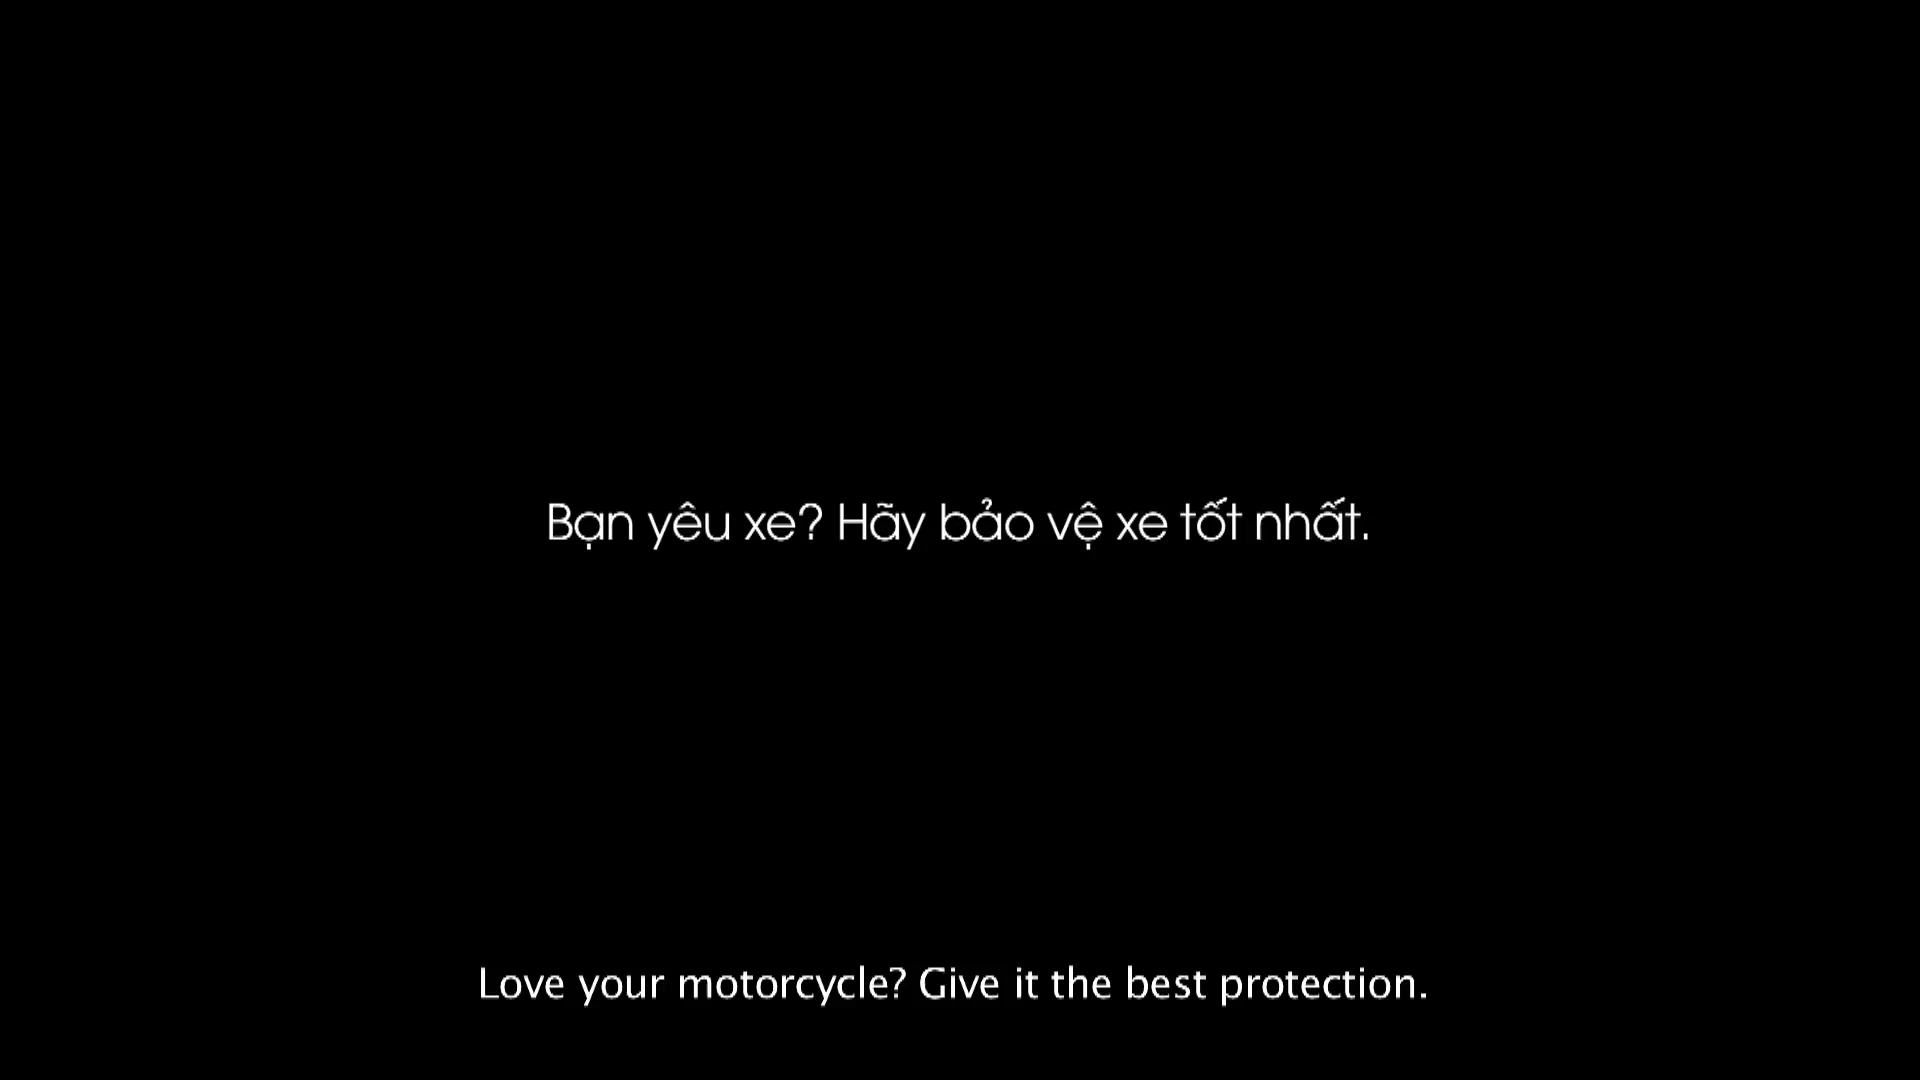 Bạn yêu xe? Hãy bảo vệ xe tốt nhất.
Love your motorcycle? Give it the best protection.